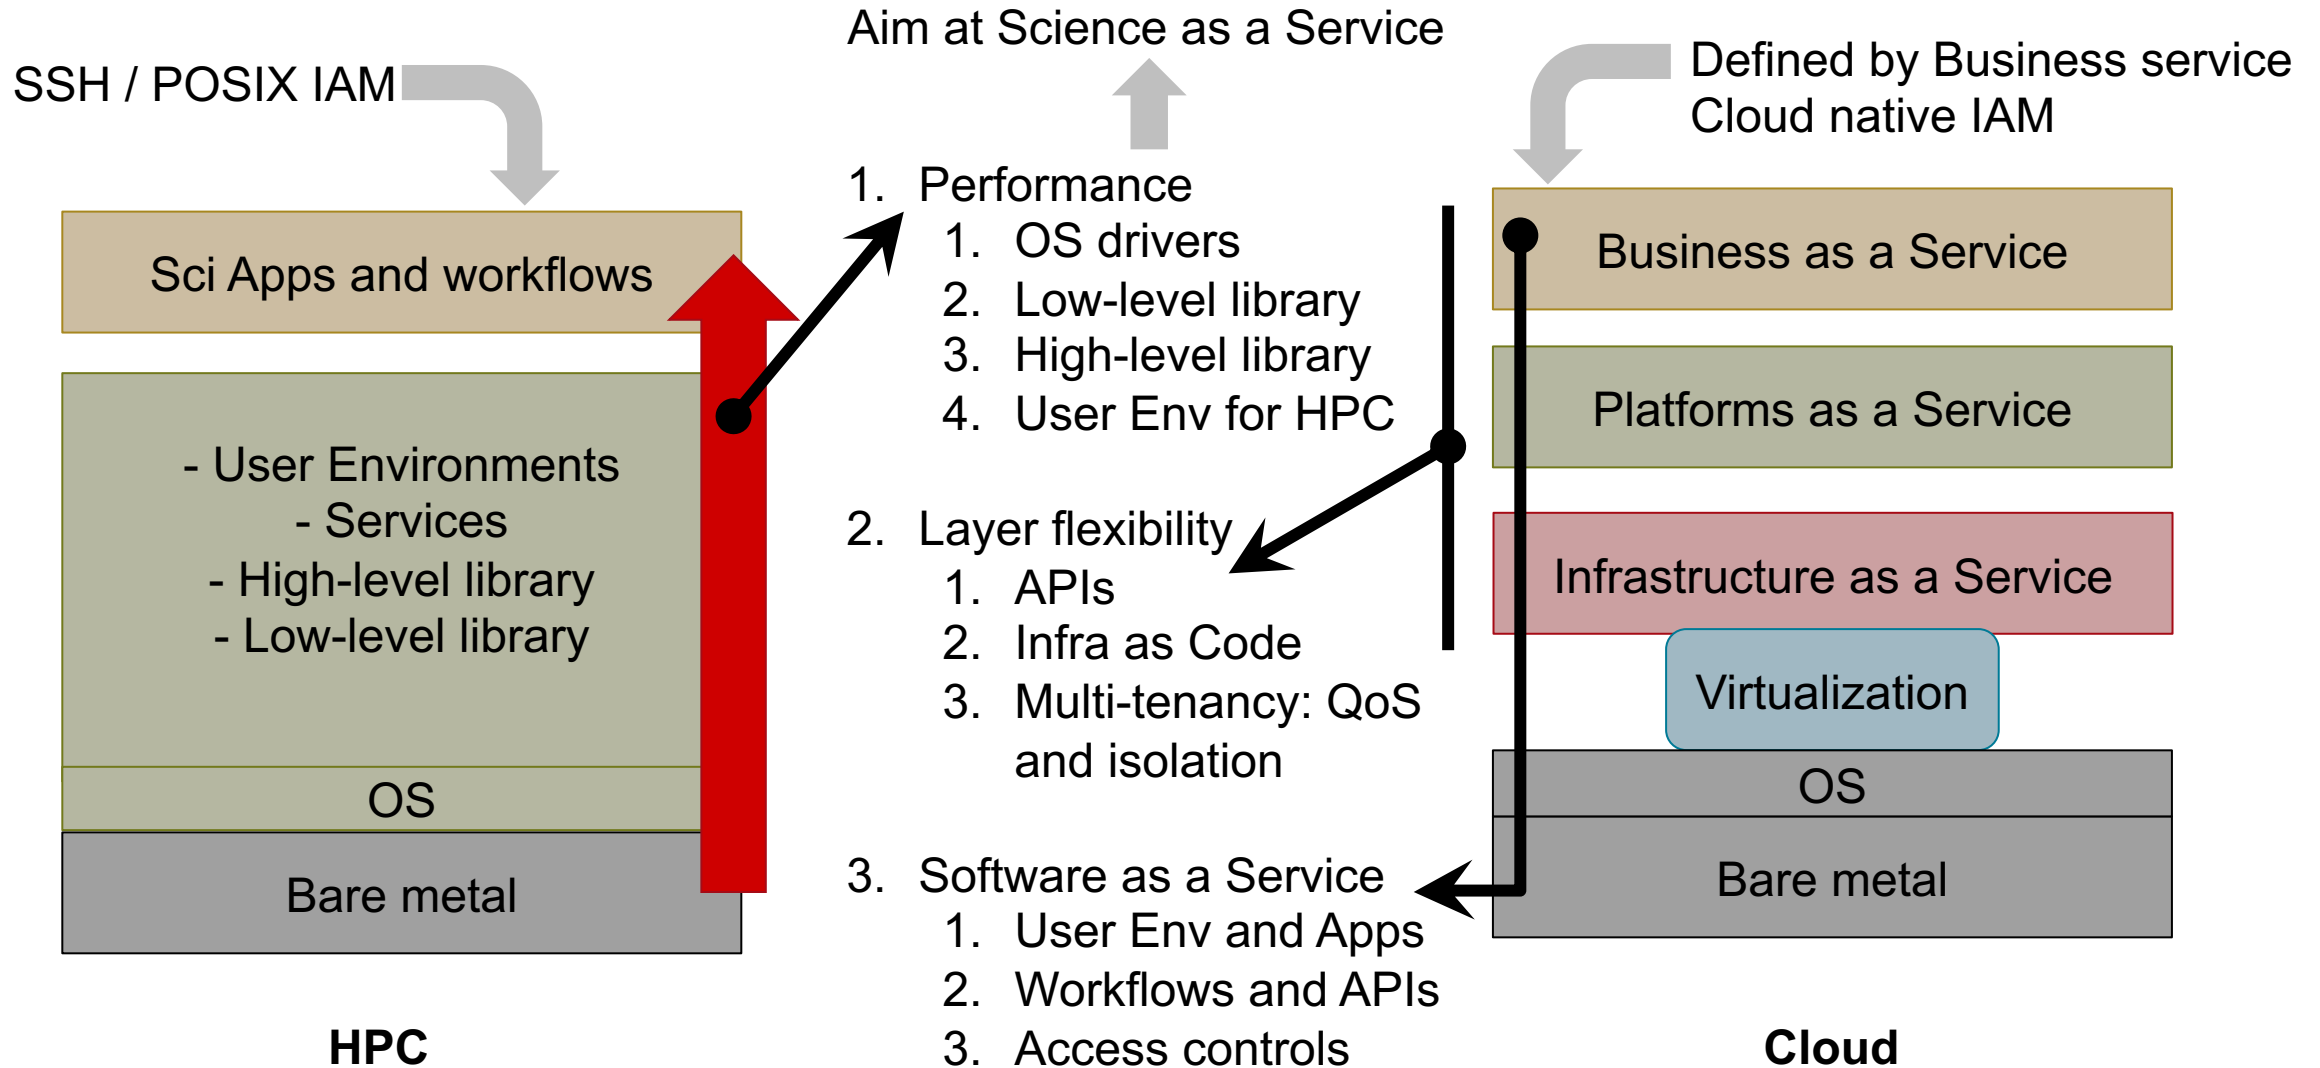 Aim at Science as a Service
SSH / POSIX IAM
Defined by Business service
Cloud native IAM
Sci Apps and workflows
- User Environments
- Services
- High-level library
- Low-level library
OS
Bare metal
HPC
1. Performance
1. OS drivers
2. Low-level library
3. High-level library
4. User Env for HPC
2. Layer flexibility
1. APIs
2. Infra as Code
3. Multi-tenancy: QoS
and isolation
3. Software as a Service
1. User Env and Apps
2. Workflows and APIs
3. Access controls
Business as a Service
Platforms as a Service
Infrastructure as a Service
Virtualization
OS
Bare metal
Cloud